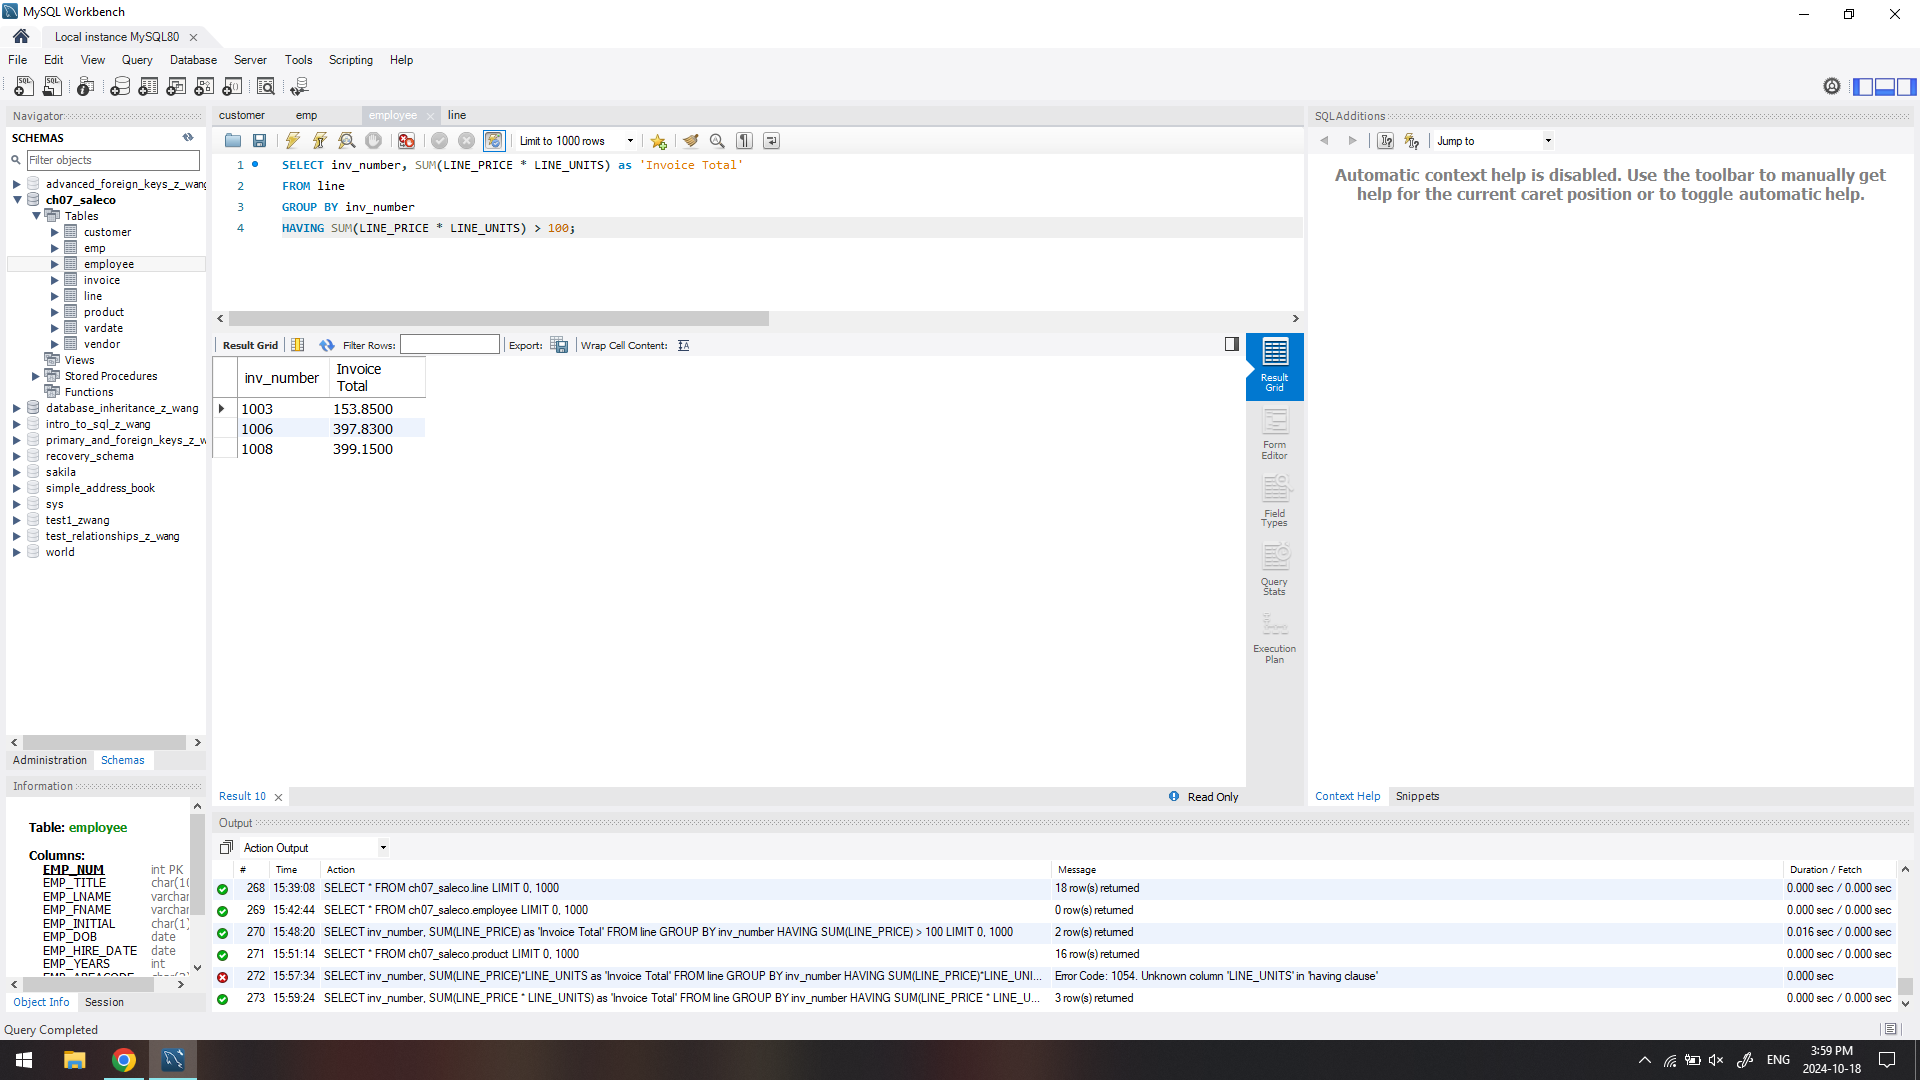 MySQL Workbench
Local instance MySQL80
File Edit View Query Database Server Tools Scripting Help
Navigator
SCHEMAS
Filter objects
advanced_foreign_keys_z_wang
ch07_saleco
Tables
customer
emp
employee
invoice
line
product
vardate
vendor
Views
Stored Procedures
Functions
database_inheritance_z_wang
intro_to_sql_z_wang
primary_and_foreign_keys_z_w
recovery_schema
sakila
simple_address_book
sys
test1_zwang
test_relationships_z_wang
world
Administration Schemas
Information
Table: employee
Columns:
EMP_NUM int PK
EMP_TITLE char(10
EMP_LNAME varchar
EMP_FNAME varchar
EMP_INITIAL char(1)
EMP_DOB date
EMP_HIRE_DATE date
EMP_YEARS int
Object Info Session
Query Completed
customer emp employee line
Limit to 1000 rows
1 SELECT inv_number, SUM(LINE_PRICE * LINE_UNITS) as 'Invoice Total'
2 FROM line
3 GROUP BY inv_number
4 HAVING SUM(LINE_PRICE * LINE_UNITS) > 100;
Result Grid Filter Rows: Export: Wrap Cell Content:
inv_number Invoice Total
1003 153.8500
1006 397.8300
1008 399.1500
Result Grid
Form Editor
Field Types
Query Stats
Execution Plan
Result 10 Read Only
SQLAdditions
Jump to
Automatic context help is disabled. Use the toolbar to manually get
help for the current caret position or to toggle automatic help.
Context Help Snippets
Output
Action Output
# Time Action Message Duration / Fetch
268 15:39:08 SELECT * FROM ch07_saleco.line LIMIT 0, 1000 18 row(s) returned 0.000 sec / 0.000 sec
269 15:42:44 SELECT * FROM ch07_saleco.employee LIMIT 0, 1000 0 row(s) returned 0.000 sec / 0.000 sec
270 15:48:20 SELECT inv_number, SUM(LINE_PRICE) as 'Invoice Total' FROM line GROUP BY inv_number HAVING SUM(LINE_PRICE) > 100 LIMIT 0, 1000 2 row(s) returned 0.016 sec / 0.000 sec
271 15:51:14 SELECT * FROM ch07_saleco.product LIMIT 0, 1000 16 row(s) returned 0.000 sec / 0.000 sec
272 15:57:34 SELECT inv_number, SUM(LINE_PRICE)*LINE_UNITS as 'Invoice Total' FROM line GROUP BY inv_number HAVING SUM(LINE_PRICE)*LINE_UNI... Error Code: 1054. Unknown column 'LINE_UNITS' in 'having clause' 0.000 sec
273 15:59:24 SELECT inv_number, SUM(LINE_PRICE * LINE_UNITS) as 'Invoice Total' FROM line GROUP BY inv_number HAVING SUM(LINE_PRICE * LINE_U... 3 row(s) returned 0.000 sec / 0.000 sec
ENG
3:59 PM
2024-10-18